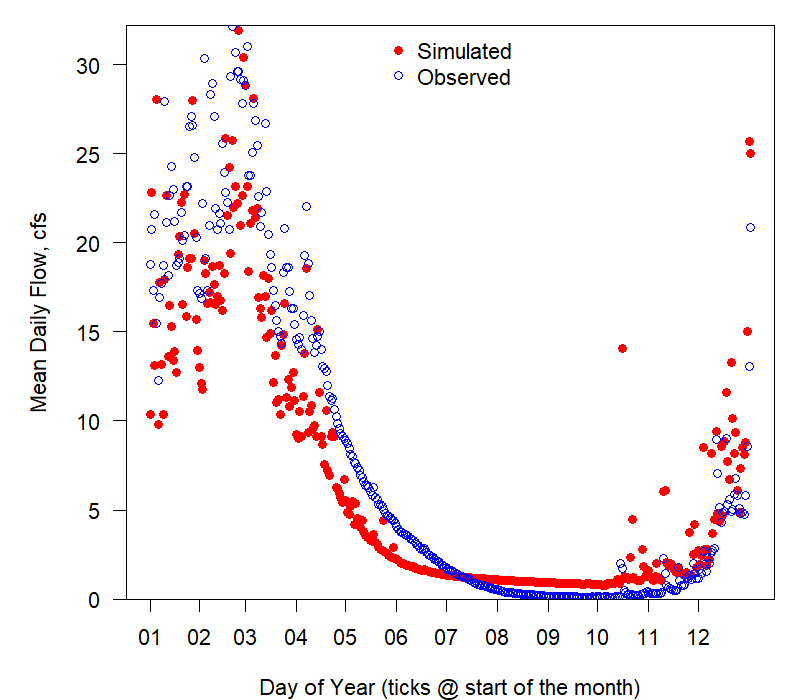 Simulated
Observed
30
25
20
15
10
5
0
Mean Daily Flow, cfs
01 02 03 04 05 06 07 08 09 10 11 12
Day of Year (ticks @ start of the month)